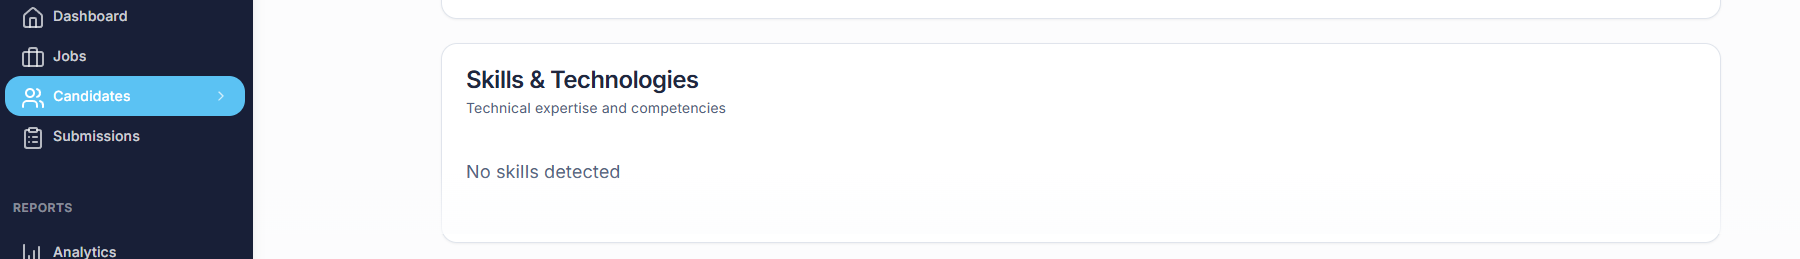 Dashboard
Jobs
Candidates
Submissions
REPORTS
Analytics
Skills & Technologies
Technical expertise and competencies
No skills detected